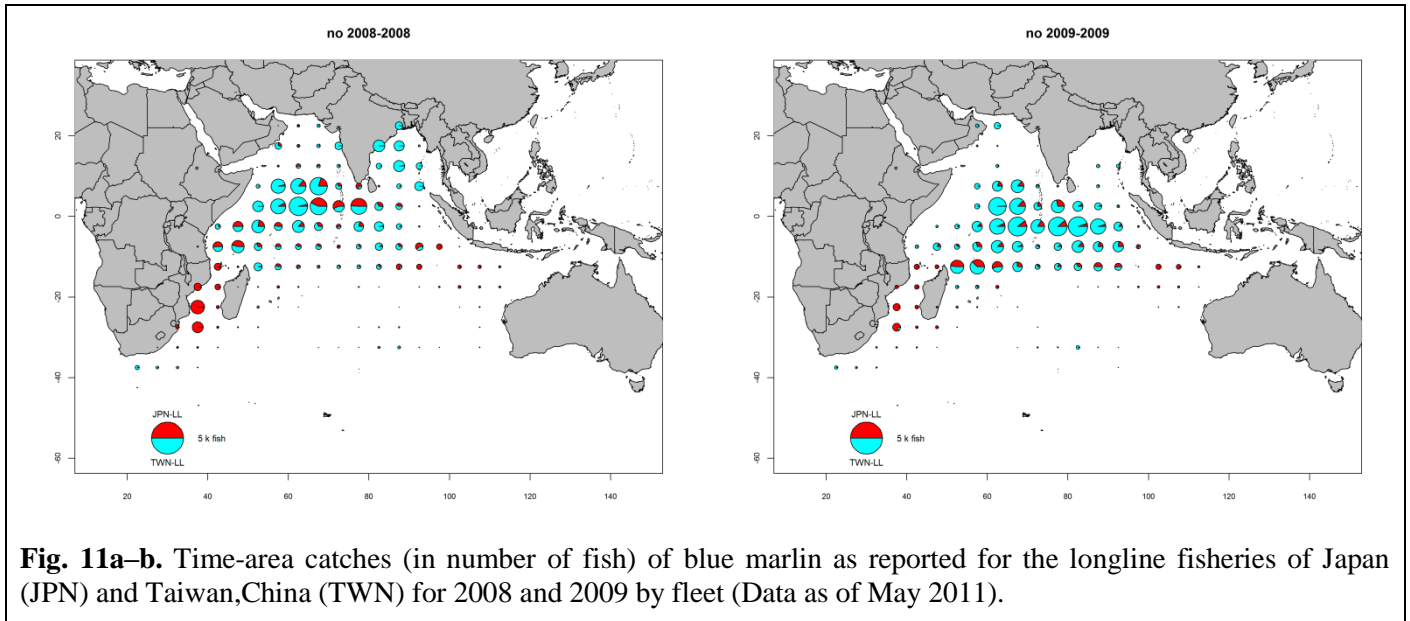 no 2008-2008
20
0
-20
-40
-60
20 40 60 80 100 120 140
JPN-LL
5 k fish
TWN-LL
no 2009-2009
20
0
-20
-40
-60
20 40 60 80 100 120 140
JPN-LL
5 k fish
TWN-LL
Fig. 11a–b. Time-area catches (in number of fish) of blue marlin as reported for the longline fisheries of Japan
(JPN) and Taiwan,China (TWN) for 2008 and 2009 by fleet (Data as of May 2011).